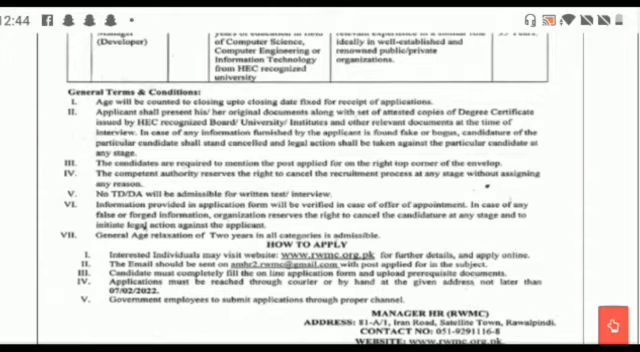 12:44
Manager (Developer)
years of education in field of Computer Science, Computer Engineering or Information Technology from HEC recognized university
relevant experience in a similar role ideally in well-established and renowned public/private organizations.
35 Years.
General Terms & Conditions:
I. Age will be counted to closing upto closing date fixed for receipt of applications.
II. Applicant shall present his/ her original documents along with set of attested copies of Degree Certificate
issued by HEC recognized Board/ University/ Institutes and other relevant documents at the time of
interview. In case of any information furnished by the applicant is found fake or bogus, candidature of the
particular candidate shall stand cancelled and legal action shall be taken against the particular candidate at
any stage.
III. The candidates are required to mention the post applied for on the right top corner of the envelop.
IV. The competent authority reserves the right to cancel the recruitment process at any stage without assigning
any reason.
V. No TD/DA will be admissible for written test/ interview.
VI. Information provided in application form will be verified in case of offer of appointment. In case of any
false or forged information, organization reserves the right to cancel the candidature at any stage and to
initiate legal action against the applicant.
VII. General Age relaxation of Two years in all categories is admissible.
HOW TO APPLY
I. Interested Individuals may visit website: www.rwmc.org.pk for further details, and apply online.
II. The Email should be sent on amhr2.rwmc@gmail.com with post applied for in the subject.
III. Candidate must completely fill the on line application form and upload prerequisite documents.
IV. Applications must be reached through courier or by hand at the given address not later than
07/02/2022.
V. Government employees to submit applications through proper channel.
MANAGER HR (RWMC)
ADDRESS: 81-A/1, Iran Road, Satellite Town, Rawalpindi.
CONTACT NO: 051-9291116-8
WEBSITE: www.rwmc.org.pk